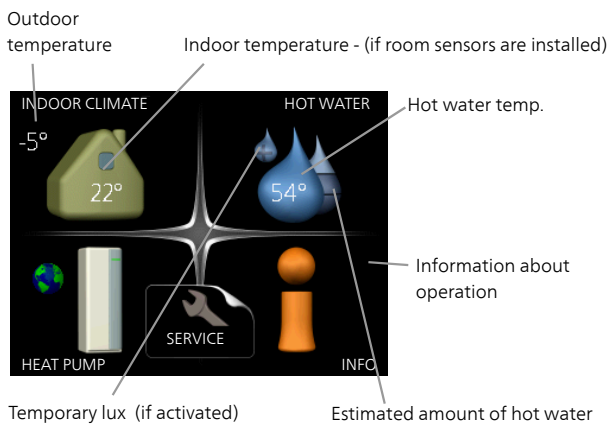 Outdoor
temperature
Indoor temperature - (if room sensors are installed)
INDOOR CLIMATE
HOT WATER
Hot water temp.
-5°
22°
54°
Information about
operation
SERVICE
HEAT PUMP
INFO
Temporary lux (if activated)
Estimated amount of hot water